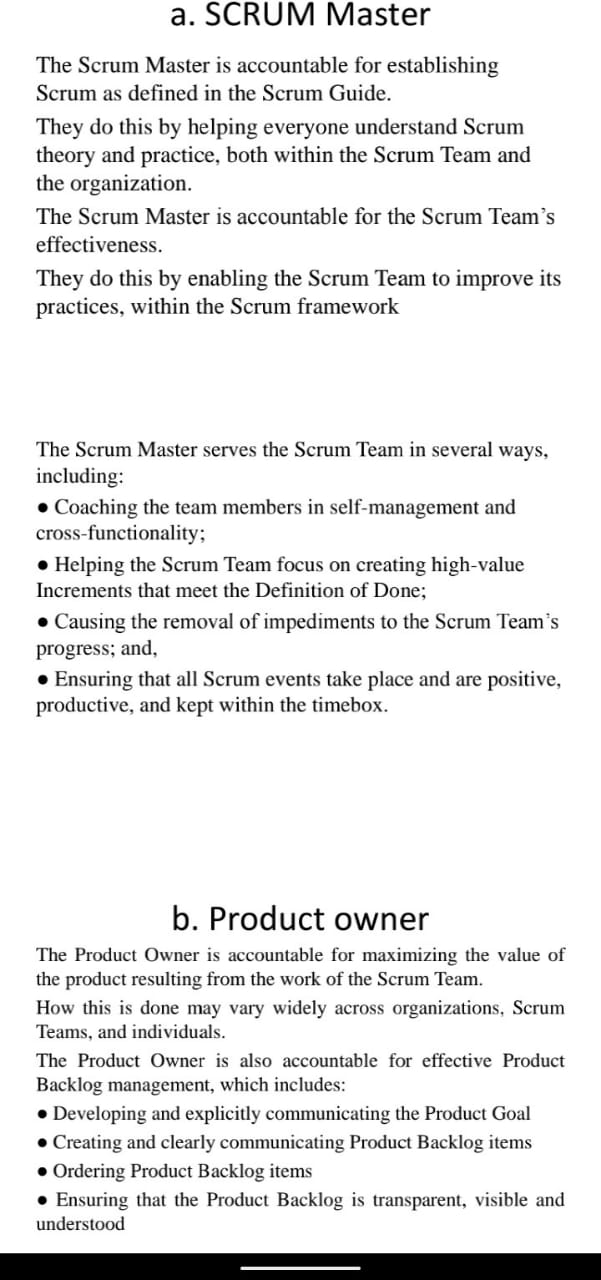 a. SCRUM Master
The Scrum Master is accountable for establishing
Scrum as defined in the Scrum Guide.
They do this by helping everyone understand Scrum
theory and practice, both within the Scrum Team and
the organization.
The Scrum Master is accountable for the Scrum Team’s
effectiveness.
They do this by enabling the Scrum Team to improve its
practices, within the Scrum framework
The Scrum Master serves the Scrum Team in several ways,
including:
● Coaching the team members in self-management and
cross-functionality;
● Helping the Scrum Team focus on creating high-value
Increments that meet the Definition of Done;
● Causing the removal of impediments to the Scrum Team’s
progress; and,
● Ensuring that all Scrum events take place and are positive,
productive, and kept within the timebox.
b. Product owner
The Product Owner is accountable for maximizing the value of
the product resulting from the work of the Scrum Team.
How this is done may vary widely across organizations, Scrum
Teams, and individuals.
The Product Owner is also accountable for effective Product
Backlog management, which includes:
● Developing and explicitly communicating the Product Goal
● Creating and clearly communicating Product Backlog items
● Ordering Product Backlog items
● Ensuring that the Product Backlog is transparent, visible and
understood